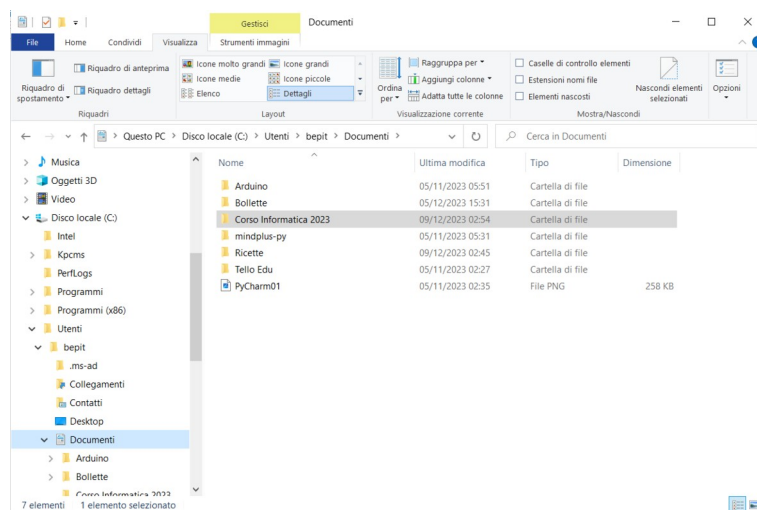 Gestisci Documenti
File Home Condividi Visualizza Strumenti immagini
Riquadro di spostamento
Riquadro di anteprima
Riquadro dettagli
Riquadri
Icone molto grandi Icone grandi
Icone medie Icone piccole
Elenco Dettagli
Layout
Ordina per
Raggruppa per
Aggiungi colonne
Adatta tutte le colonne
Visualizzazione corrente
Caselle di controllo elementi
Estensioni nomi file
Elementi nascosti
Nascondi elementi selezionati
Mostra/Nascondi
Opzioni
Questo PC > Disco locale (C:) > Utenti > bepit > Documenti >
Cerca in Documenti
Musica
Oggetti 3D
Video
Disco locale (C:)
Intel
Kpcms
PerfLogs
Programmi
Programmi (x86)
Utenti
bepit
.ms-ad
Collegamenti
Contatti
Desktop
Documenti
Arduino
Bollette
Corso Informatica 2023
Nome Ultima modifica Tipo Dimensione
Arduino 05/11/2023 05:51 Cartella di file
Bollette 05/12/2023 15:31 Cartella di file
Corso Informatica 2023 09/12/2023 02:54 Cartella di file
mindplus-py 05/11/2023 05:31 Cartella di file
Ricette 09/12/2023 02:45 Cartella di file
Tello Edu 05/11/2023 02:27 Cartella di file
PyCharm01 05/11/2023 02:35 File PNG 258 KB
7 elementi 1 elemento selezionato